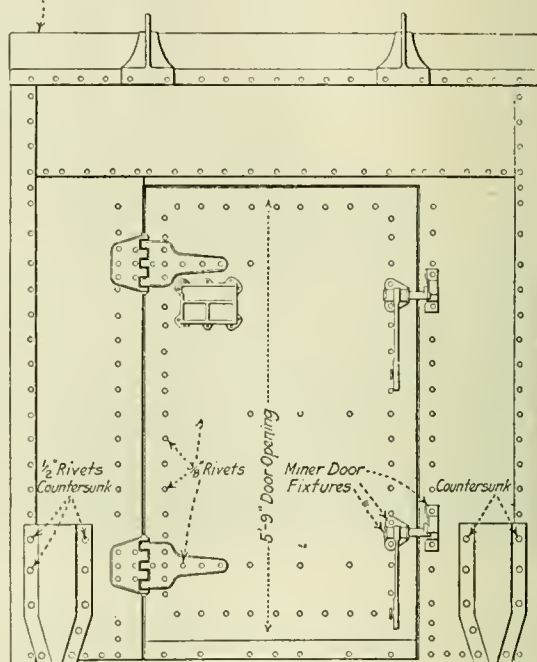 ½" Rivets
Countersunk
⅜" Rivets
5'-9" Door Opening
Miner Door
Fixtures
Countersunk